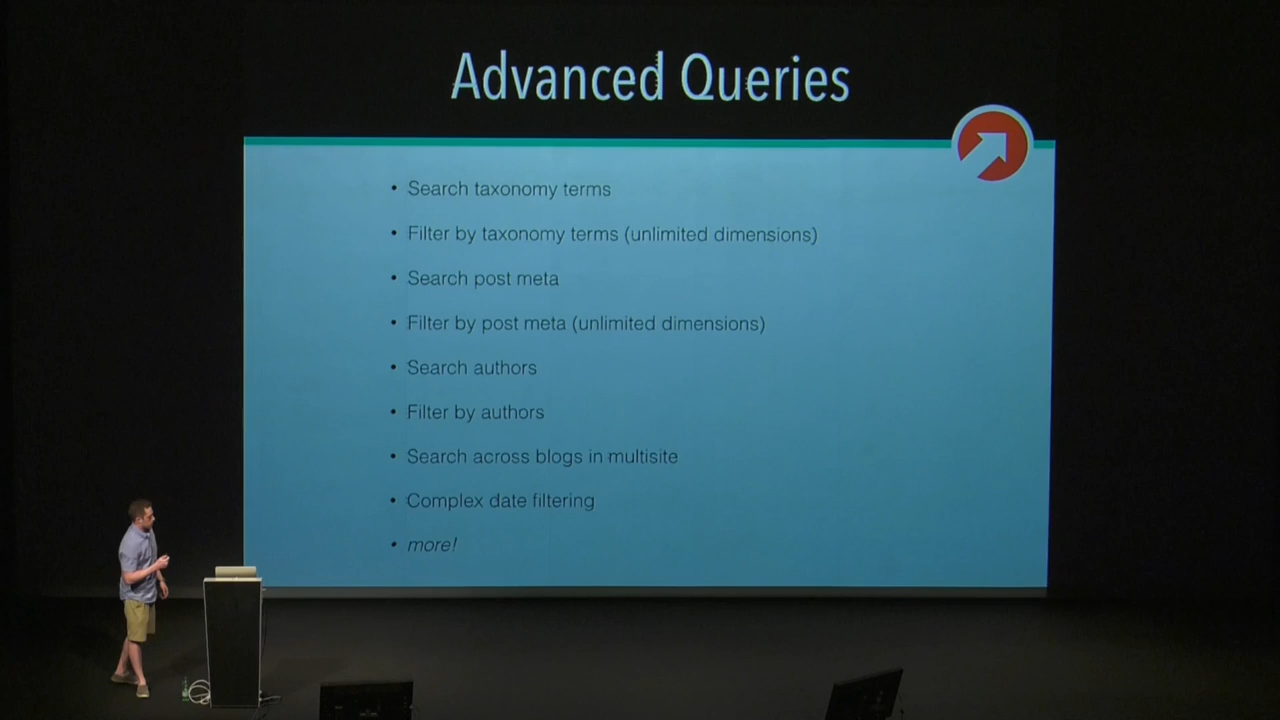 Advanced Queries
• Search taxonomy terms
• Filter by taxonomy terms (unlimited dimensions)
• Search post meta
• Filter by post meta (unlimited dimensions)
• Search authors
• Filter by authors
• Search across blogs in multisite
• Complex date filtering
• more!